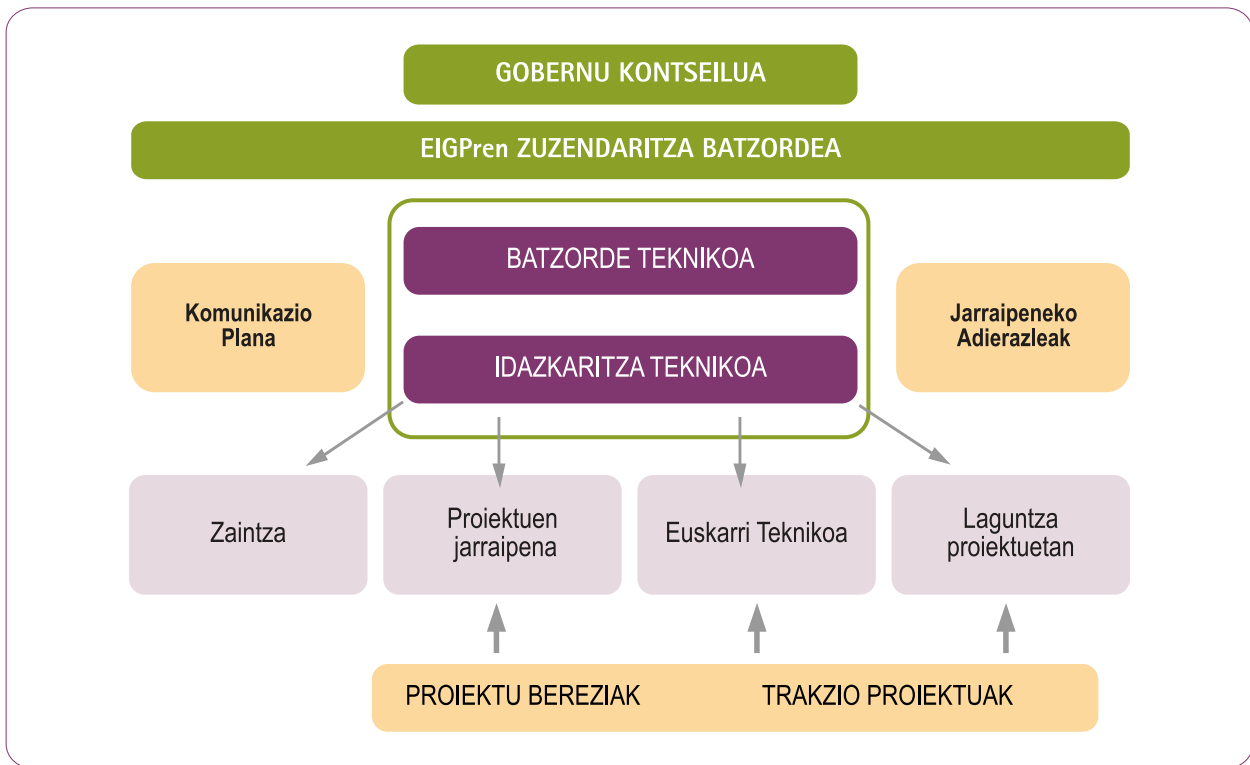 GOBERNU KONTSEILUA
EIGPren ZUZENDARITZA BATZORDEA
BATZORDE TEKNIKOA
Komunikazio
Plana
Jarraipeneko
Adierazleak
IDAZKARITZA TEKNIKOA
Zaintza
Proiektuen
jarraipena
Euskarri Teknikoa
Laguntza
proiektuetan
PROIEKTU BEREZIAK
TRAKZIO PROIEKTUAK